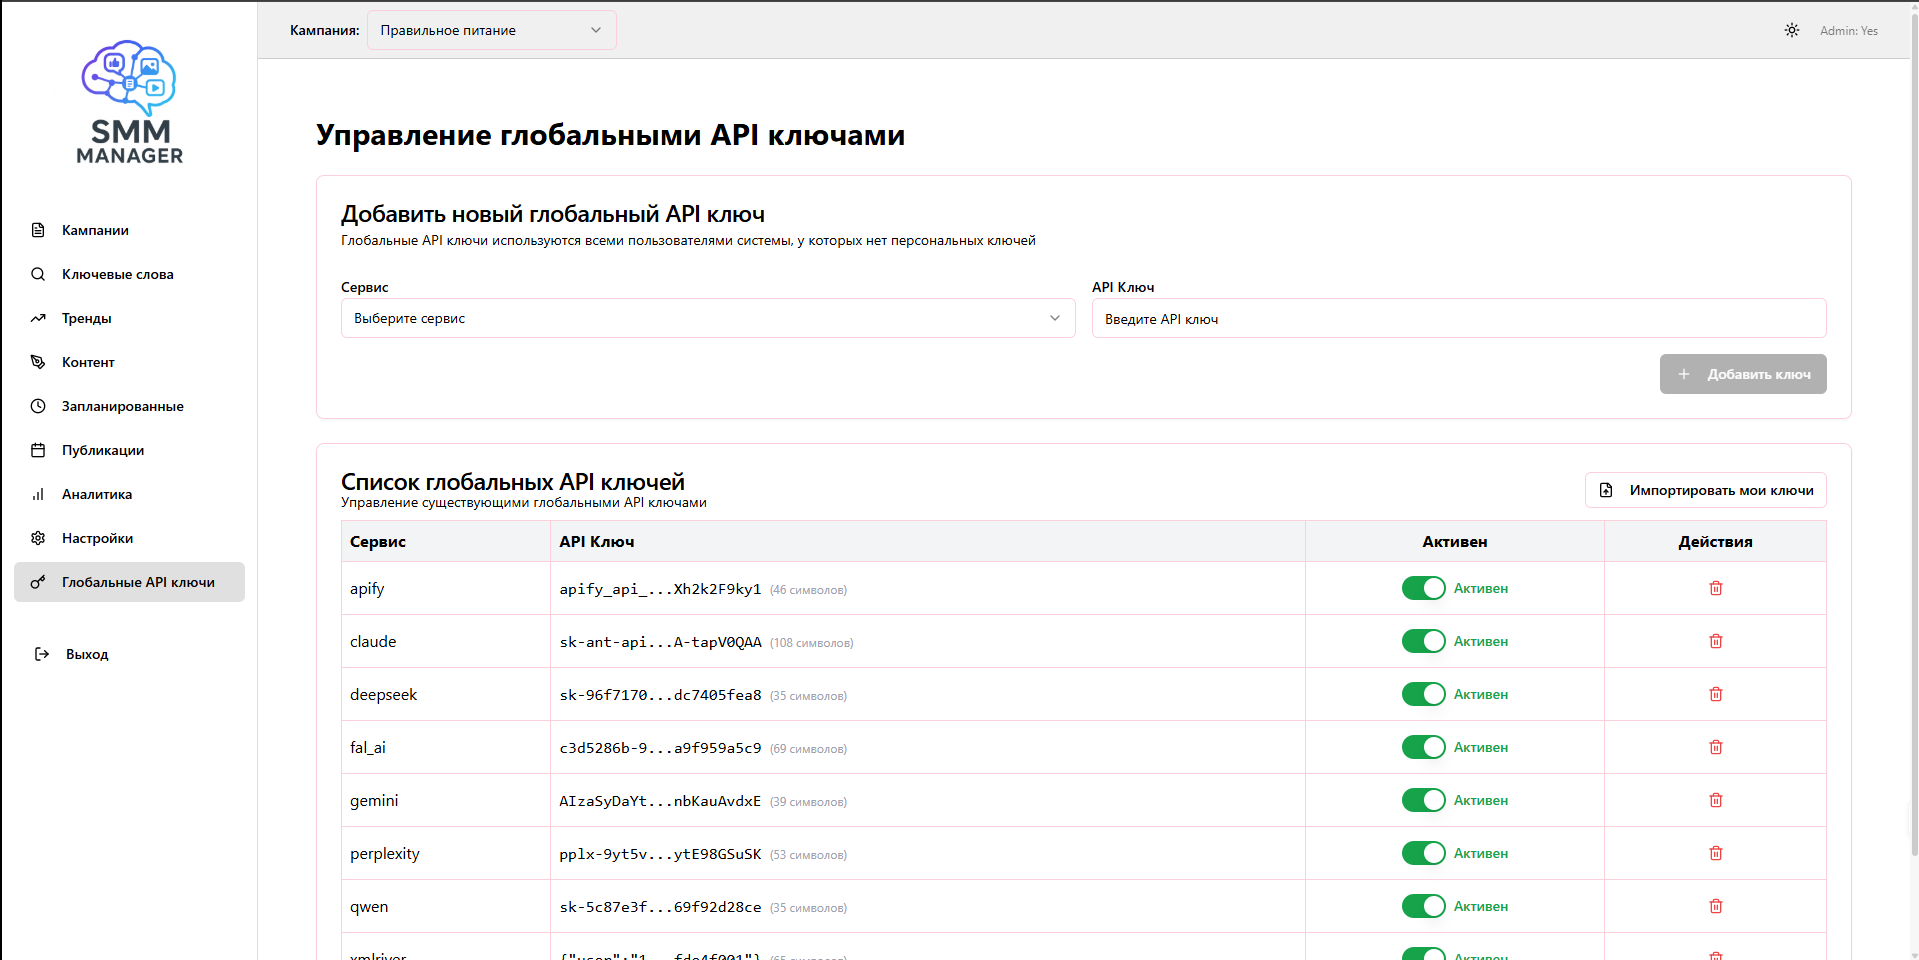 Кампания:
Правильное питание
Admin: Yes
SMM
MANAGER
Кампании
Ключевые слова
Тренды
Контент
Запланированные
Публикации
Аналитика
Настройки
Глобальные API ключи
Выход
Управление глобальными API ключами
Добавить новый глобальный API ключ
Глобальные API ключи используются всеми пользователями системы, у которых нет персональных ключей
Сервис
API Ключ
Выберите сервис
Введите API ключ
Добавить ключ
Список глобальных API ключей
Управление существующими глобальными API ключами
Импортировать мои ключи
Сервис API Ключ Активен Действия
apify apify_api_...Xh2k2F9ky1 (46 символов) Активен
claude sk-ant-api...A-tapV0QAA (108 символов) Активен
deepseek sk-96f7170...dc7405fea8 (35 символов) Активен
fal_ai c3d5286b-9...a9f959a5c9 (69 символов) Активен
gemini AIzaSyDaYt...nbKauAvdxE (39 символов) Активен
perplexity pplx-9yt5v...ytE98GSuSK (53 символов) Активен
qwen sk-5c87e3f...69f92d28ce (35 символов) Активен
xmlriver Активен